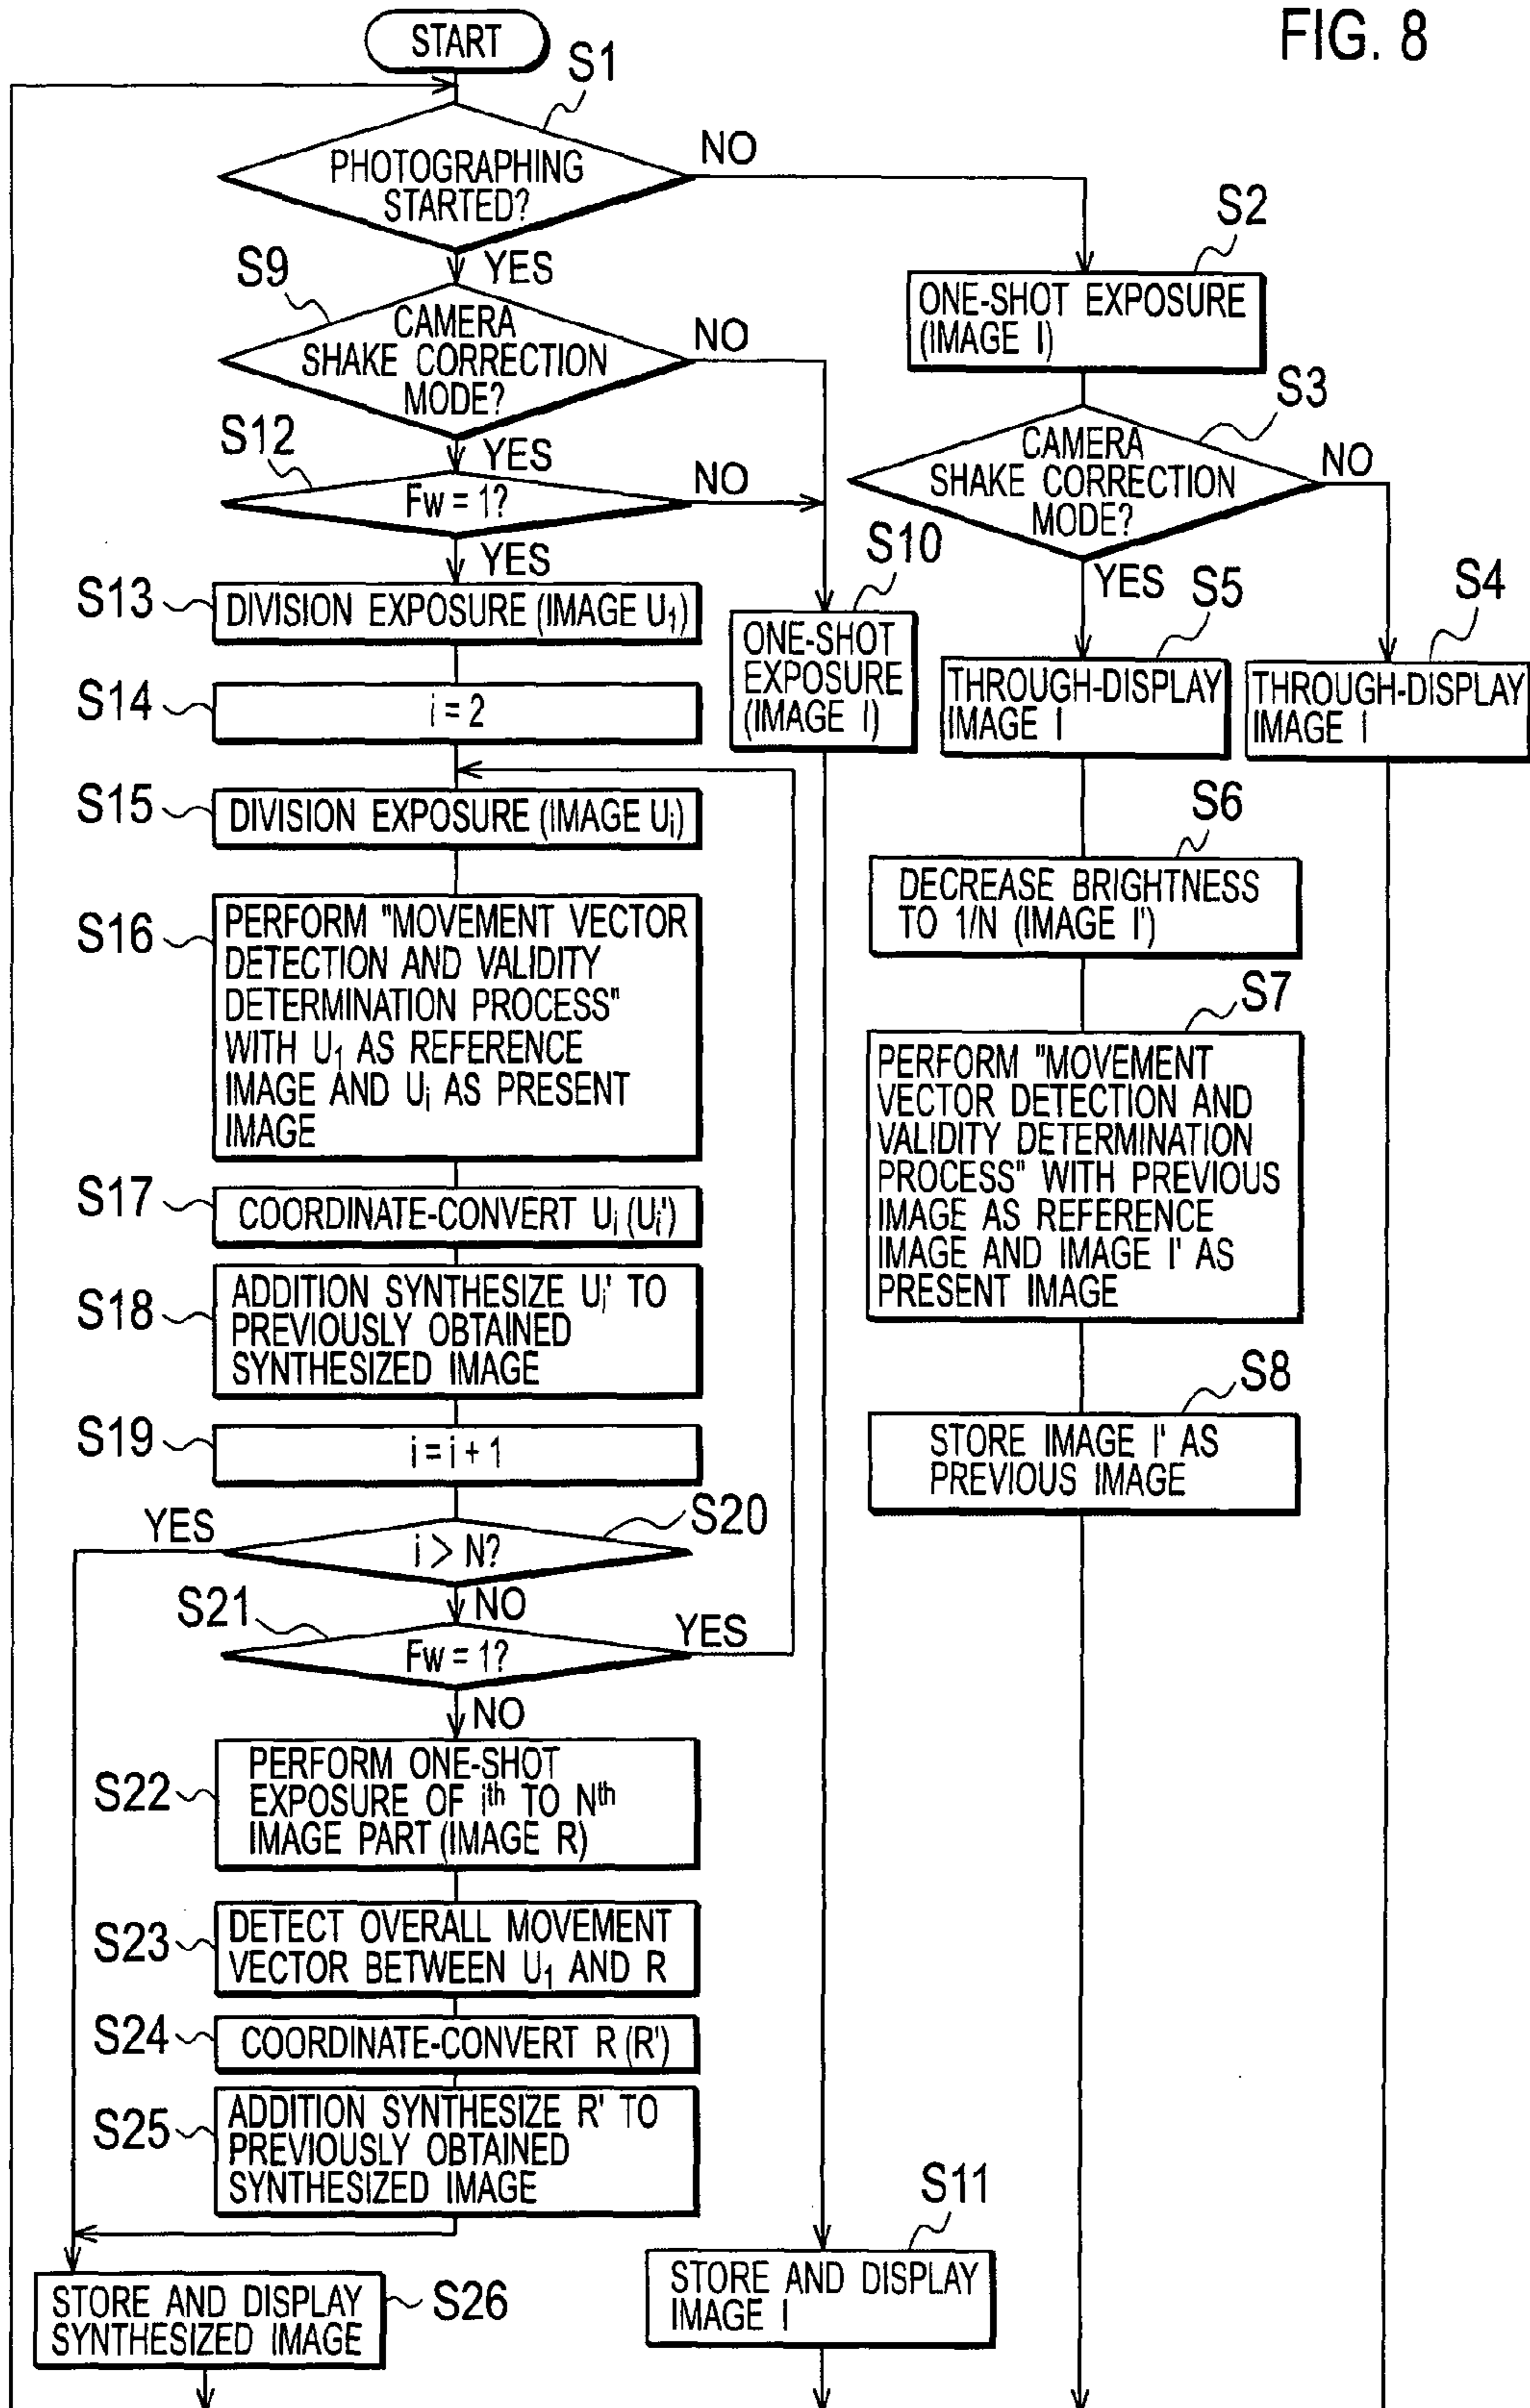 FIG. 8
START
S1
PHOTOGRAPHING
STARTED?
NO
YES
S2
ONE-SHOT EXPOSURE
(IMAGE I)
S3
CAMERA
SHAKE CORRECTION
MODE?
NO
YES
S4
THROUGH-DISPLAY
IMAGE I
S5
THROUGH-DISPLAY
IMAGE I
S6
DECREASE BRIGHTNESS
TO 1/N (IMAGE I')
S7
PERFORM "MOVEMENT
VECTOR DETECTION AND
VALIDITY DETERMINATION
PROCESS" WITH PREVIOUS
IMAGE AS REFERENCE
IMAGE AND IMAGE I' AS
PRESENT IMAGE
S8
STORE IMAGE I' AS
PREVIOUS IMAGE
S9
CAMERA
SHAKE CORRECTION
MODE?
NO
YES
S10
ONE-SHOT
EXPOSURE
(IMAGE I)
S11
STORE AND DISPLAY
IMAGE I
S12
Fw = 1?
NO
YES
S13
DIVISION EXPOSURE (IMAGE U1)
S14
i = 2
S15
DIVISION EXPOSURE (IMAGE Ui)
S16
PERFORM "MOVEMENT VECTOR
DETECTION AND VALIDITY
DETERMINATION PROCESS"
WITH U1 AS REFERENCE
IMAGE AND Ui AS PRESENT
IMAGE
S17
COORDINATE-CONVERT Ui (Ui')
S18
ADDITION SYNTHESIZE Ui' TO
PREVIOUSLY OBTAINED
SYNTHESIZED IMAGE
S19
i = i + 1
S20
i > N?
YES
NO
S21
Fw = 1?
YES
NO
S22
PERFORM ONE-SHOT
EXPOSURE OF ith TO Nth
IMAGE PART (IMAGE R)
S23
DETECT OVERALL MOVEMENT
VECTOR BETWEEN U1 AND R
S24
COORDINATE-CONVERT R (R')
S25
ADDITION SYNTHESIZE R' TO
PREVIOUSLY OBTAINED
SYNTHESIZED IMAGE
S26
STORE AND DISPLAY
SYNTHESIZED IMAGE